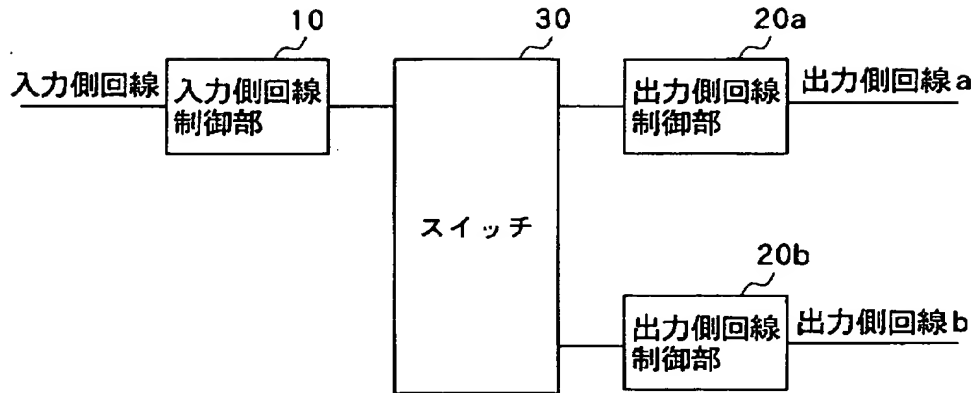 10
30
20a
入力側回線
入力側回線
制御部
出力側回線
制御部
出力側回線a
スイッチ
20b
出力側回線
制御部
出力側回線b